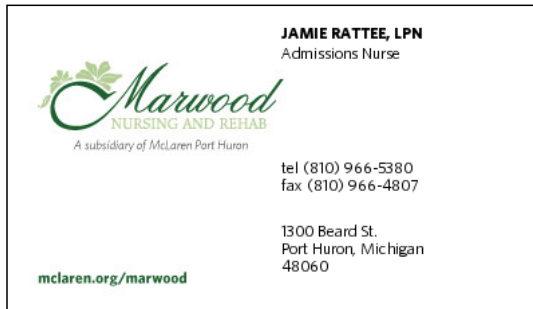 JAMIE RATTEE, LPN
Admissions Nurse
Marwood
NURSING AND REHAB
A subsidiary of McLaren Port Huron
tel (810) 966-5380
fax (810) 966-4807
1300 Beard St.
Port Huron, Michigan
48060
mclaren.org/marwood